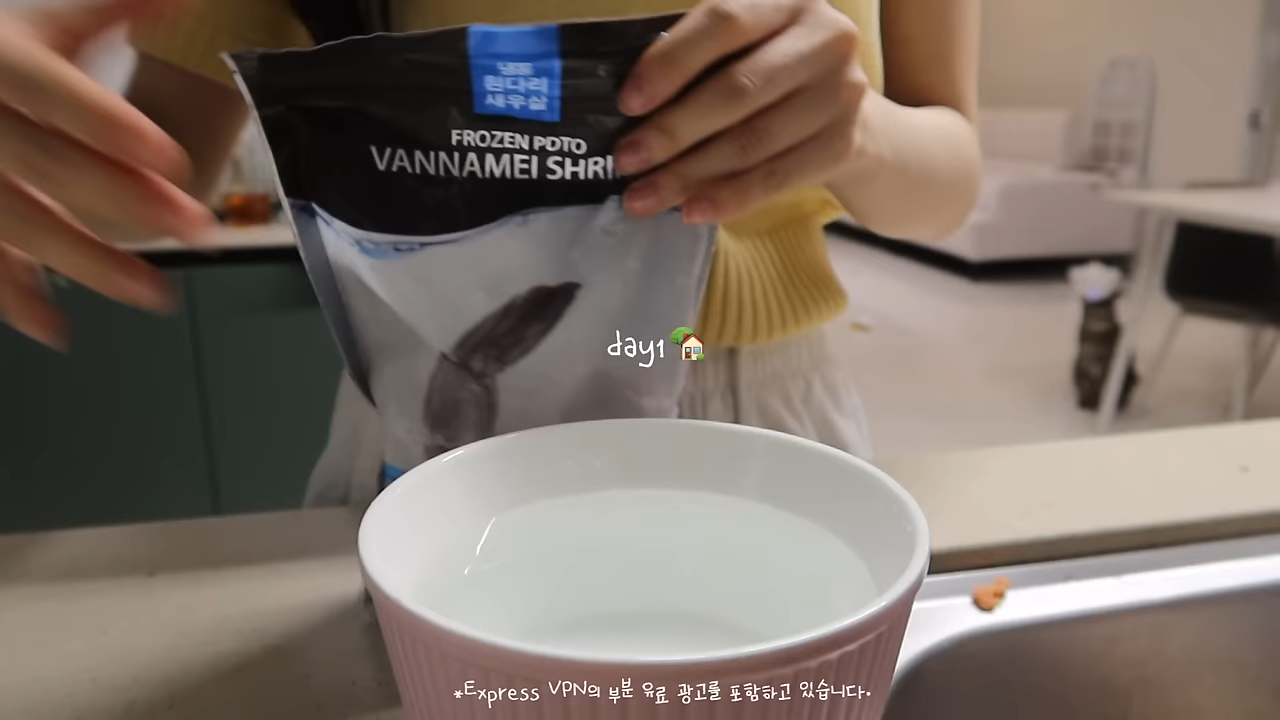 냉동
흰다리
새우살
FROZEN PDTO
VANNAMEI SHRI
day1
*Express VPN의 부분 유료 광고를 포함하고 있습니다.